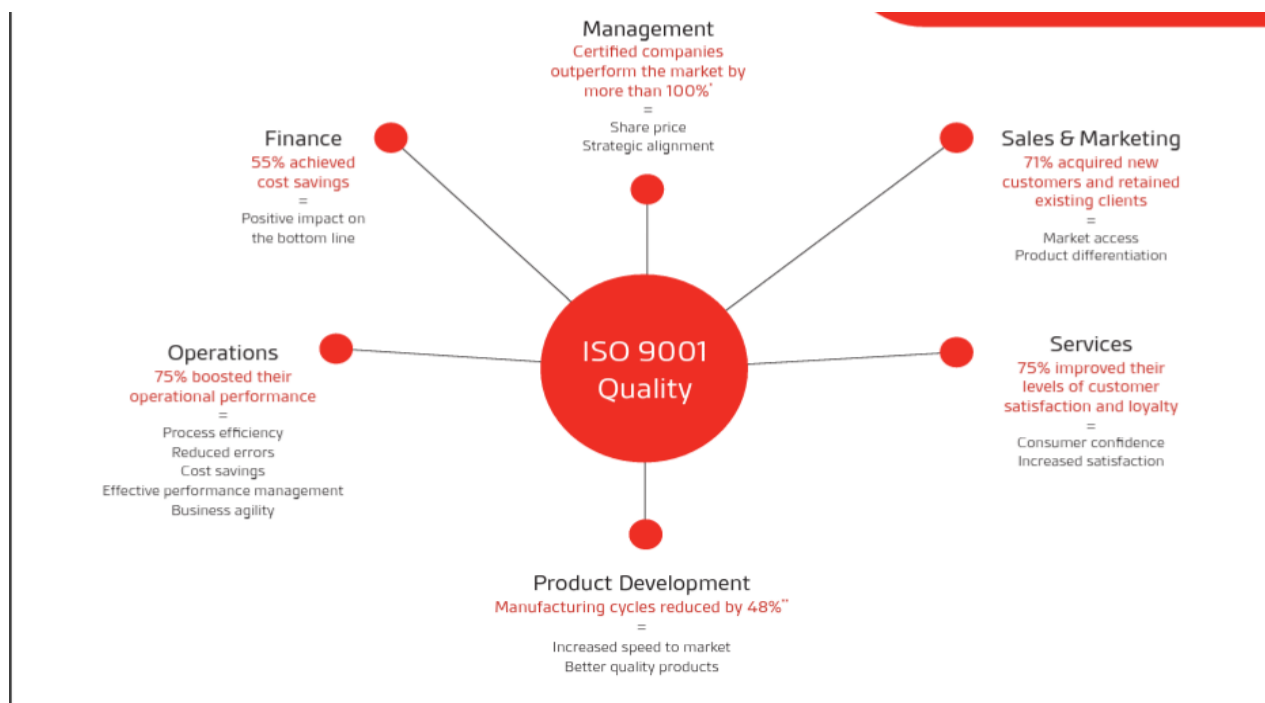 Management
Certified companies
outperform the market by
more than 100%*
=
Share price
Strategic alignment
Finance
55% achieved
cost savings
=
Positive impact on
the bottom line
Sales & Marketing
71% acquired new
customers and retained
existing clients
=
Market access
Product differentiation
ISO 9001
Quality
Operations
75% boosted their
operational performance
=
Process efficiency
Reduced errors
Cost savings
Effective performance management
Business agility
Services
75% improved their
levels of customer
satisfaction and loyalty
=
Consumer confidence
Increased satisfaction
Product Development
Manufacturing cycles reduced by 48%**
=
Increased speed to market
Better quality products